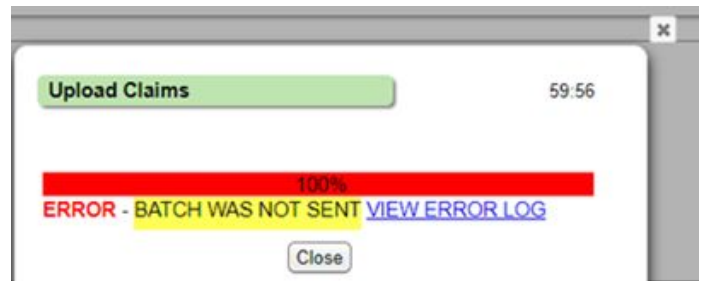 Upload Claims 59:56
100%
ERROR - BATCH WAS NOT SENT VIEW ERROR LOG
Close